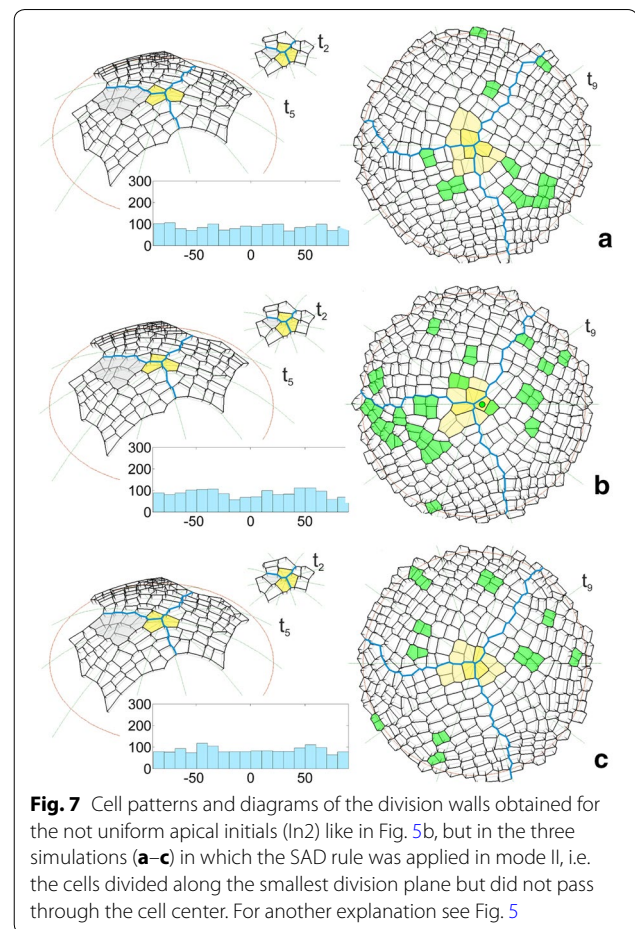 t2
t5
t9
300
200
100
0
-50 0 50
a
t2
t5
t9
300
200
100
0
-50 0 50
b
t2
t5
t9
300
200
100
0
-50 0 50
c
Fig. 7 Cell patterns and diagrams of the division walls obtained for
the not uniform apical initials (In2) like in Fig. 5b, but in the three
simulations (a–c) in which the SAD rule was applied in mode II, i.e.
the cells divided along the smallest division plane but did not pass
through the cell center. For another explanation see Fig. 5